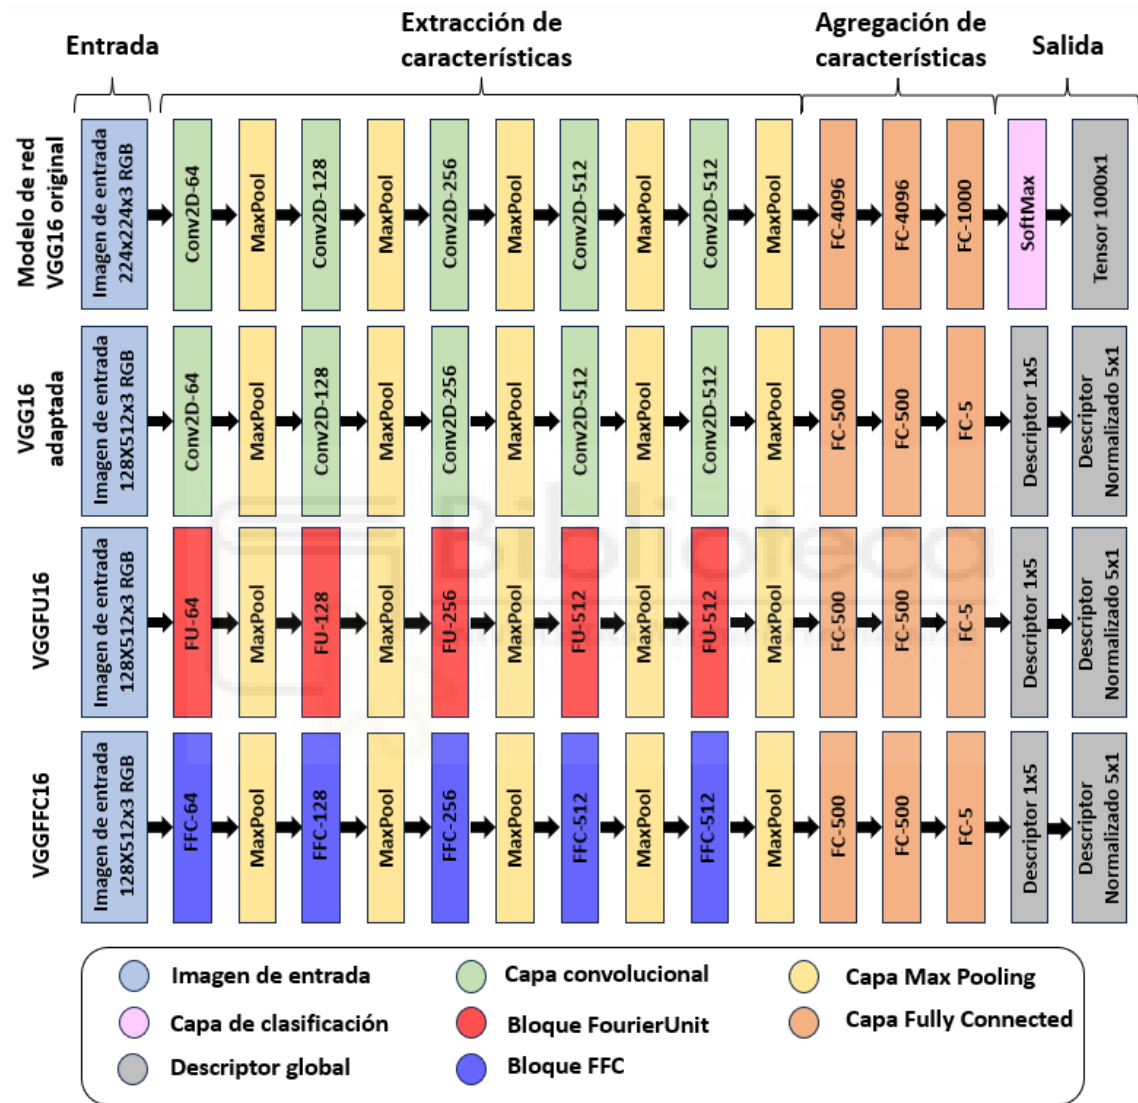 Entrada
Extracción de
características
Agregación de
características
Salida
Modelo de red
VGG16 original
Imagen de entrada
224x224x3 RGB
Conv2D-64
MaxPool
Conv2D-128
MaxPool
Conv2D-256
MaxPool
Conv2D-512
MaxPool
Conv2D-512
MaxPool
FC-4096
FC-4096
FC-1000
SoftMax
Tensor 1000x1
VGG16
adaptada
Imagen de entrada
128X512x3 RGB
Conv2D-64
MaxPool
Conv2D-128
MaxPool
Conv2D-256
MaxPool
Conv2D-512
MaxPool
Conv2D-512
MaxPool
FC-500
FC-500
FC-5
Descriptor 1x5
Descriptor
Normalizado 5x1
VGGFU16
Imagen de entrada
128X512x3 RGB
FU-64
MaxPool
FU-128
MaxPool
FU-256
MaxPool
FU-512
MaxPool
FU-512
MaxPool
FC-500
FC-500
FC-5
Descriptor 1x5
Descriptor
Normalizado 5x1
VGGFFC16
Imagen de entrada
128X512x3 RGB
FFC-64
MaxPool
FFC-128
MaxPool
FFC-256
MaxPool
FFC-512
MaxPool
FFC-512
MaxPool
FC-500
FC-500
FC-5
Descriptor 1x5
Descriptor
Normalizado 5x1
Biblioteca
Imagen de entrada
Capa convolucional
Capa Max Pooling
Capa de clasificación
Bloque FourierUnit
Capa Fully Connected
Descriptor global
Bloque FFC